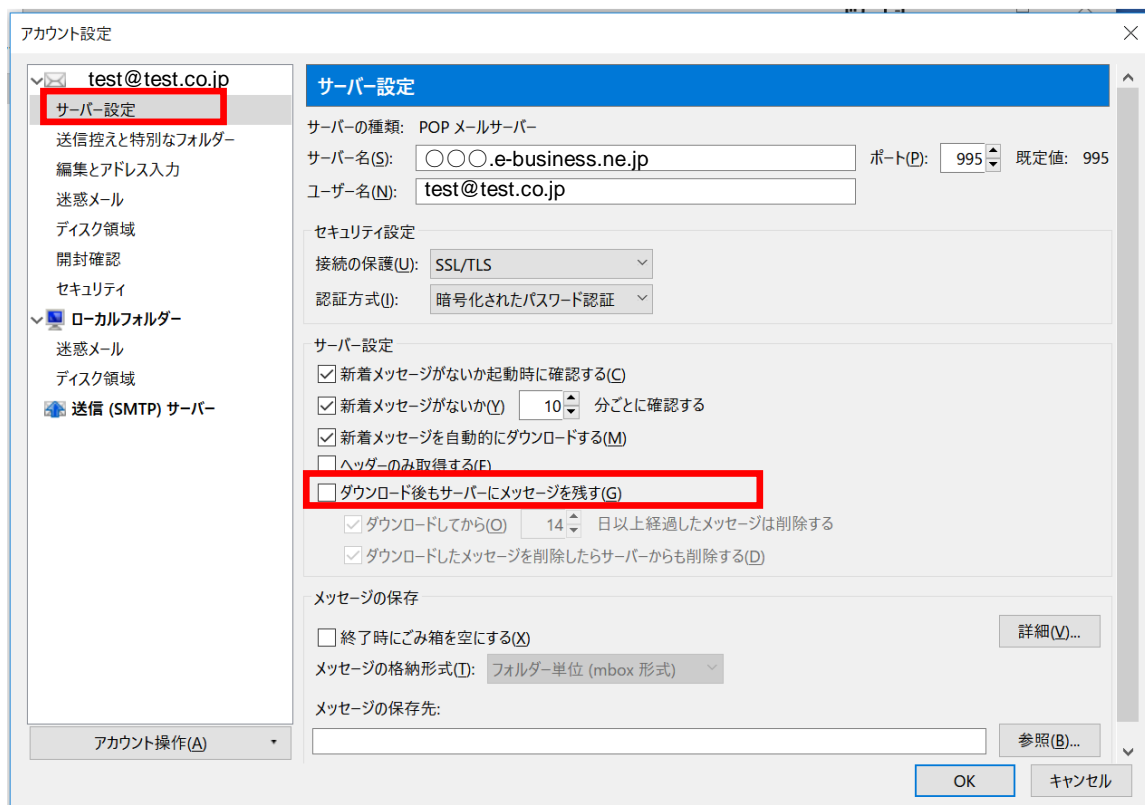 アカウント設定
test@test.co.jp
サーバー設定
送信控えと特別なフォルダー
編集とアドレス入力
迷惑メール
ディスク領域
開封確認
セキュリティ
ローカルフォルダー
迷惑メール
ディスク領域
送信 (SMTP) サーバー
アカウント操作(A)
サーバー設定
サーバーの種類: POP メールサーバー
サーバー名(S): 〇〇〇.e-business.ne.jp ポート(P): 995 既定値: 995
ユーザー名(N): test@test.co.jp
セキュリティ設定
接続の保護(U): SSL/TLS
認証方式(I): 暗号化されたパスワード認証
サーバー設定
新着メッセージがないか起動時に確認する(C)
新着メッセージがないか(Y) 10 分ごとに確認する
新着メッセージを自動的にダウンロードする(M)
ヘッダーのみ取得する(F)
ダウンロード後もサーバーにメッセージを残す(G)
ダウンロードしてから(O) 14 日以上経過したメッセージは削除する
ダウンロードしたメッセージを削除したらサーバーからも削除する(D)
メッセージの保存
終了時にごみ箱を空にする(X) 詳細(V)...
メッセージの格納形式(T): フォルダー単位 (mbox 形式)
メッセージの保存先:
参照(B)...
OK キャンセル